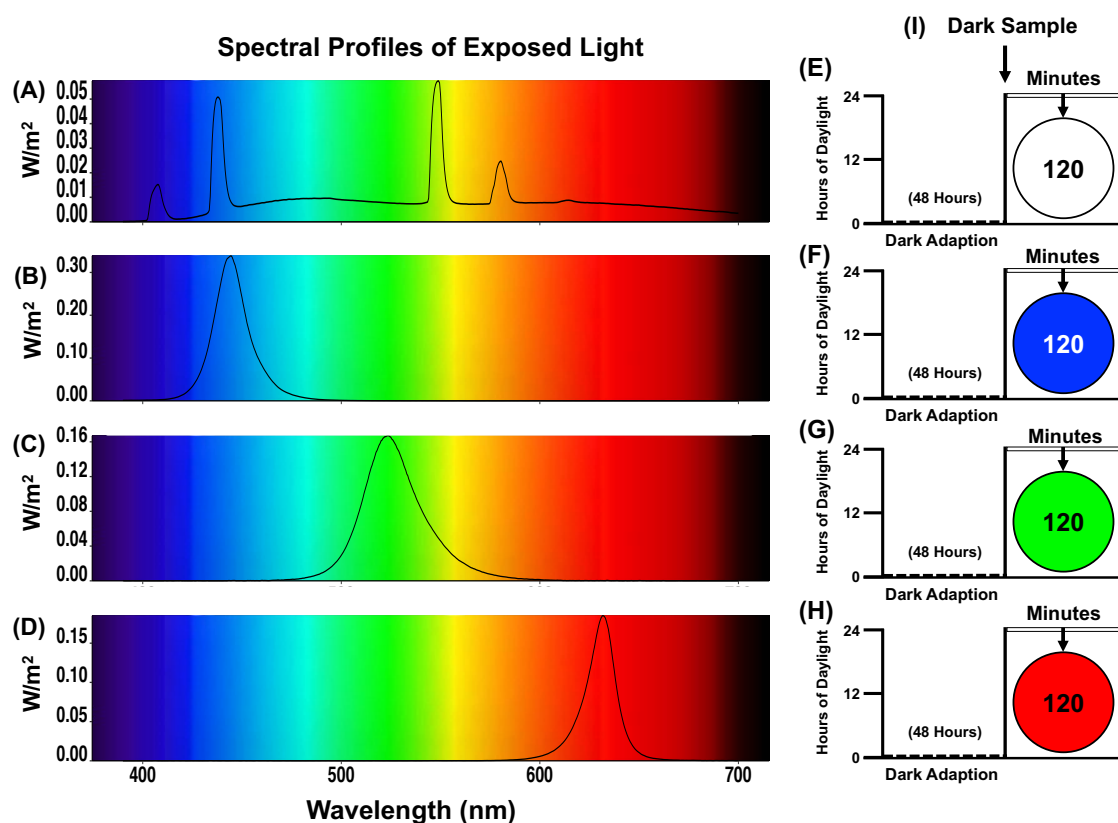 Spectral Profiles of Exposed Light
(A)
0.05
0.04
0.03
0.02
0.01
0.00
W/m²
(B)
0.30
0.20
0.10
0.00
W/m²
(C)
0.16
0.12
0.08
0.04
0.00
W/m²
(D)
0.15
0.10
0.05
0.00
W/m²
400 500 600 700
Wavelength (nm)
(I) Dark Sample
(E)
Minutes
24
12
0
Hours of Daylight
(48 Hours)
120
Dark Adaption
(F)
Minutes
24
12
0
Hours of Daylight
(48 Hours)
120
Dark Adaption
(G)
Minutes
24
12
0
Hours of Daylight
(48 Hours)
120
Dark Adaption
(H)
Minutes
24
12
0
Hours of Daylight
(48 Hours)
120
Dark Adaption